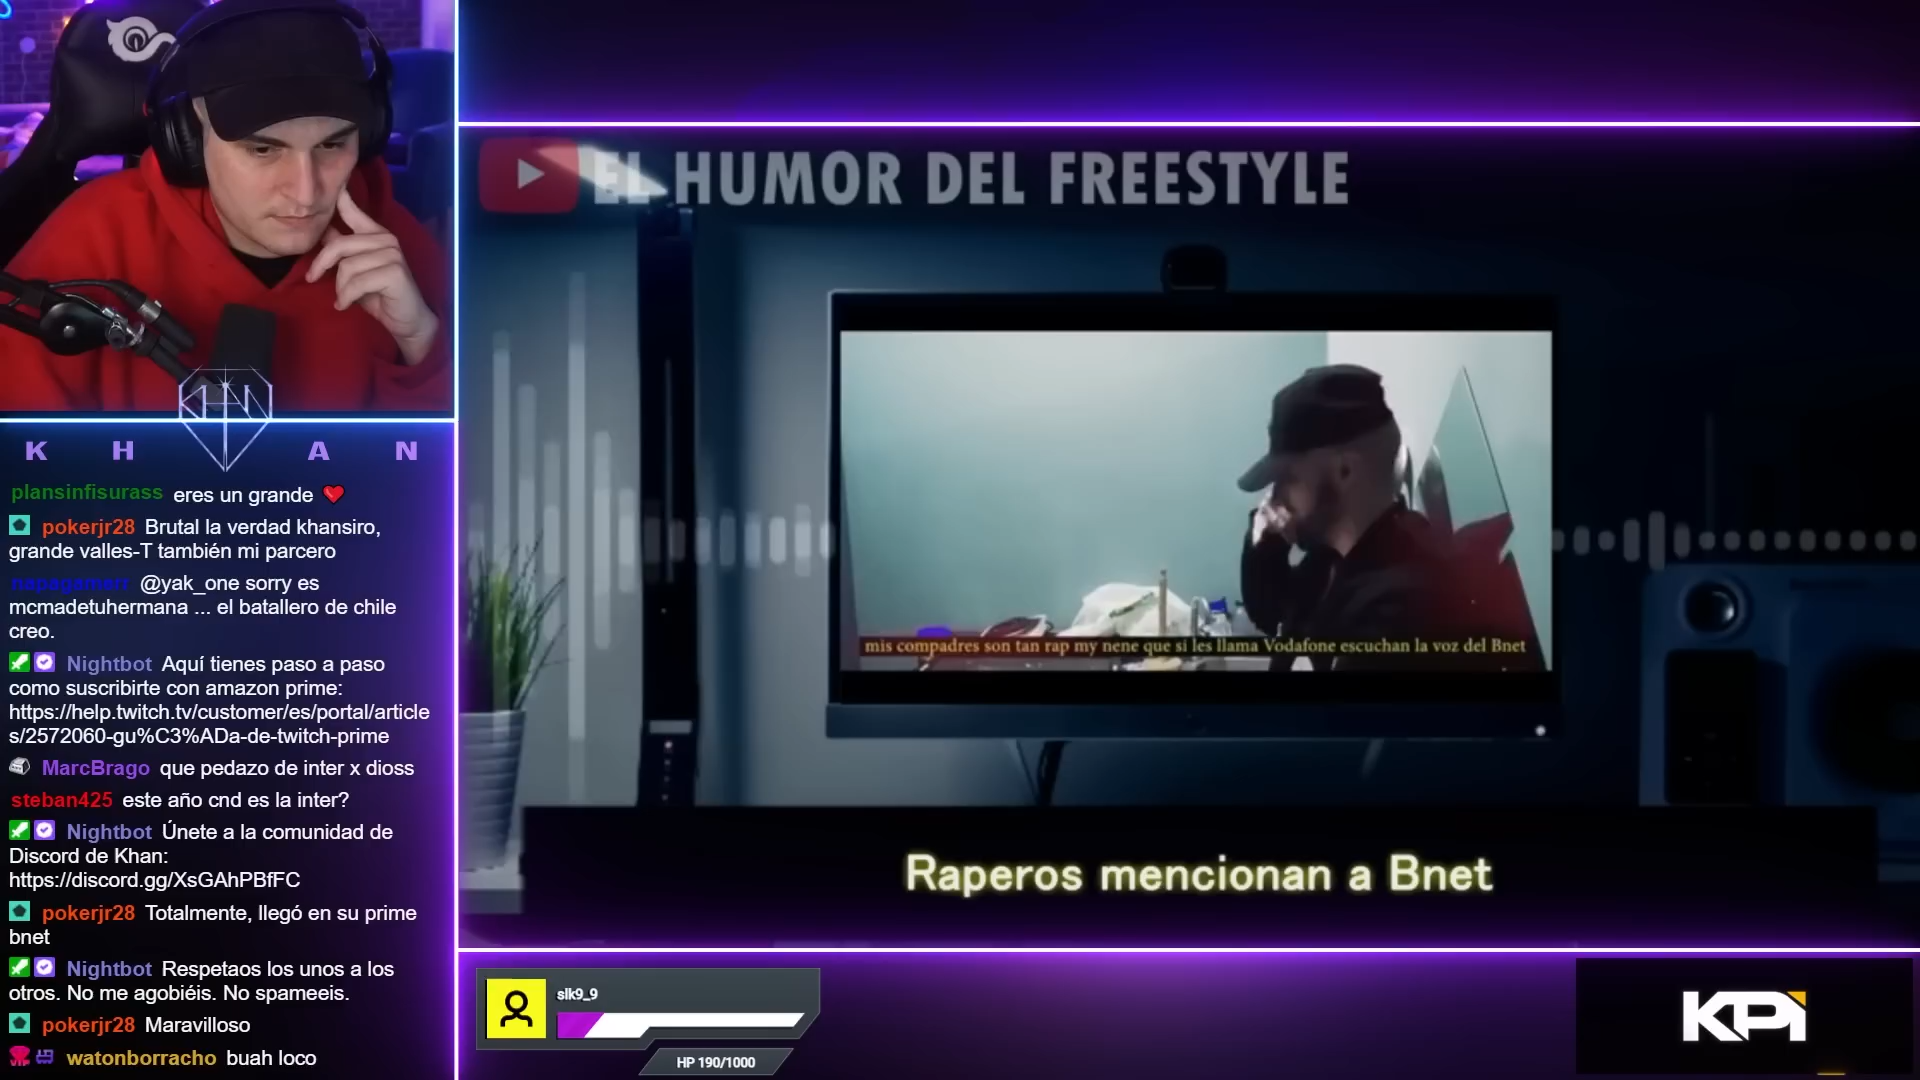 KHAN
K H A N
plansinfisurass eres un grande
pokerjr28 Brutal la verdad khansiro,
grande valles-T también mi parcero
napagamerr @yak_one sorry es
mcmadetuhermana ... el batallero de chile
creo.
Nightbot Aquí tienes paso a paso
como suscribirte con amazon prime:
https://help.twitch.tv/customer/es/portal/article
s/2572060-gu%C3%ADa-de-twitch-prime
MarcBrago que pedazo de inter x dioss
steban425 este año cnd es la inter?
Nightbot Únete a la comunidad de
Discord de Khan:
https://discord.gg/XsGAhPBfFC
pokerjr28 Totalmente, llegó en su prime
bnet
Nightbot Respetaos los unos a los
otros. No me agobiéis. No spameeis.
pokerjr28 Maravilloso
VIP watonborracho buah loco
EL HUMOR DEL FREESTYLE
mis compadres son tan rap my nene que si les llama Vodafone escuchan la voz del Bnet
Raperos mencionan a Bnet
slk9_9
HP 190/1000
KPI